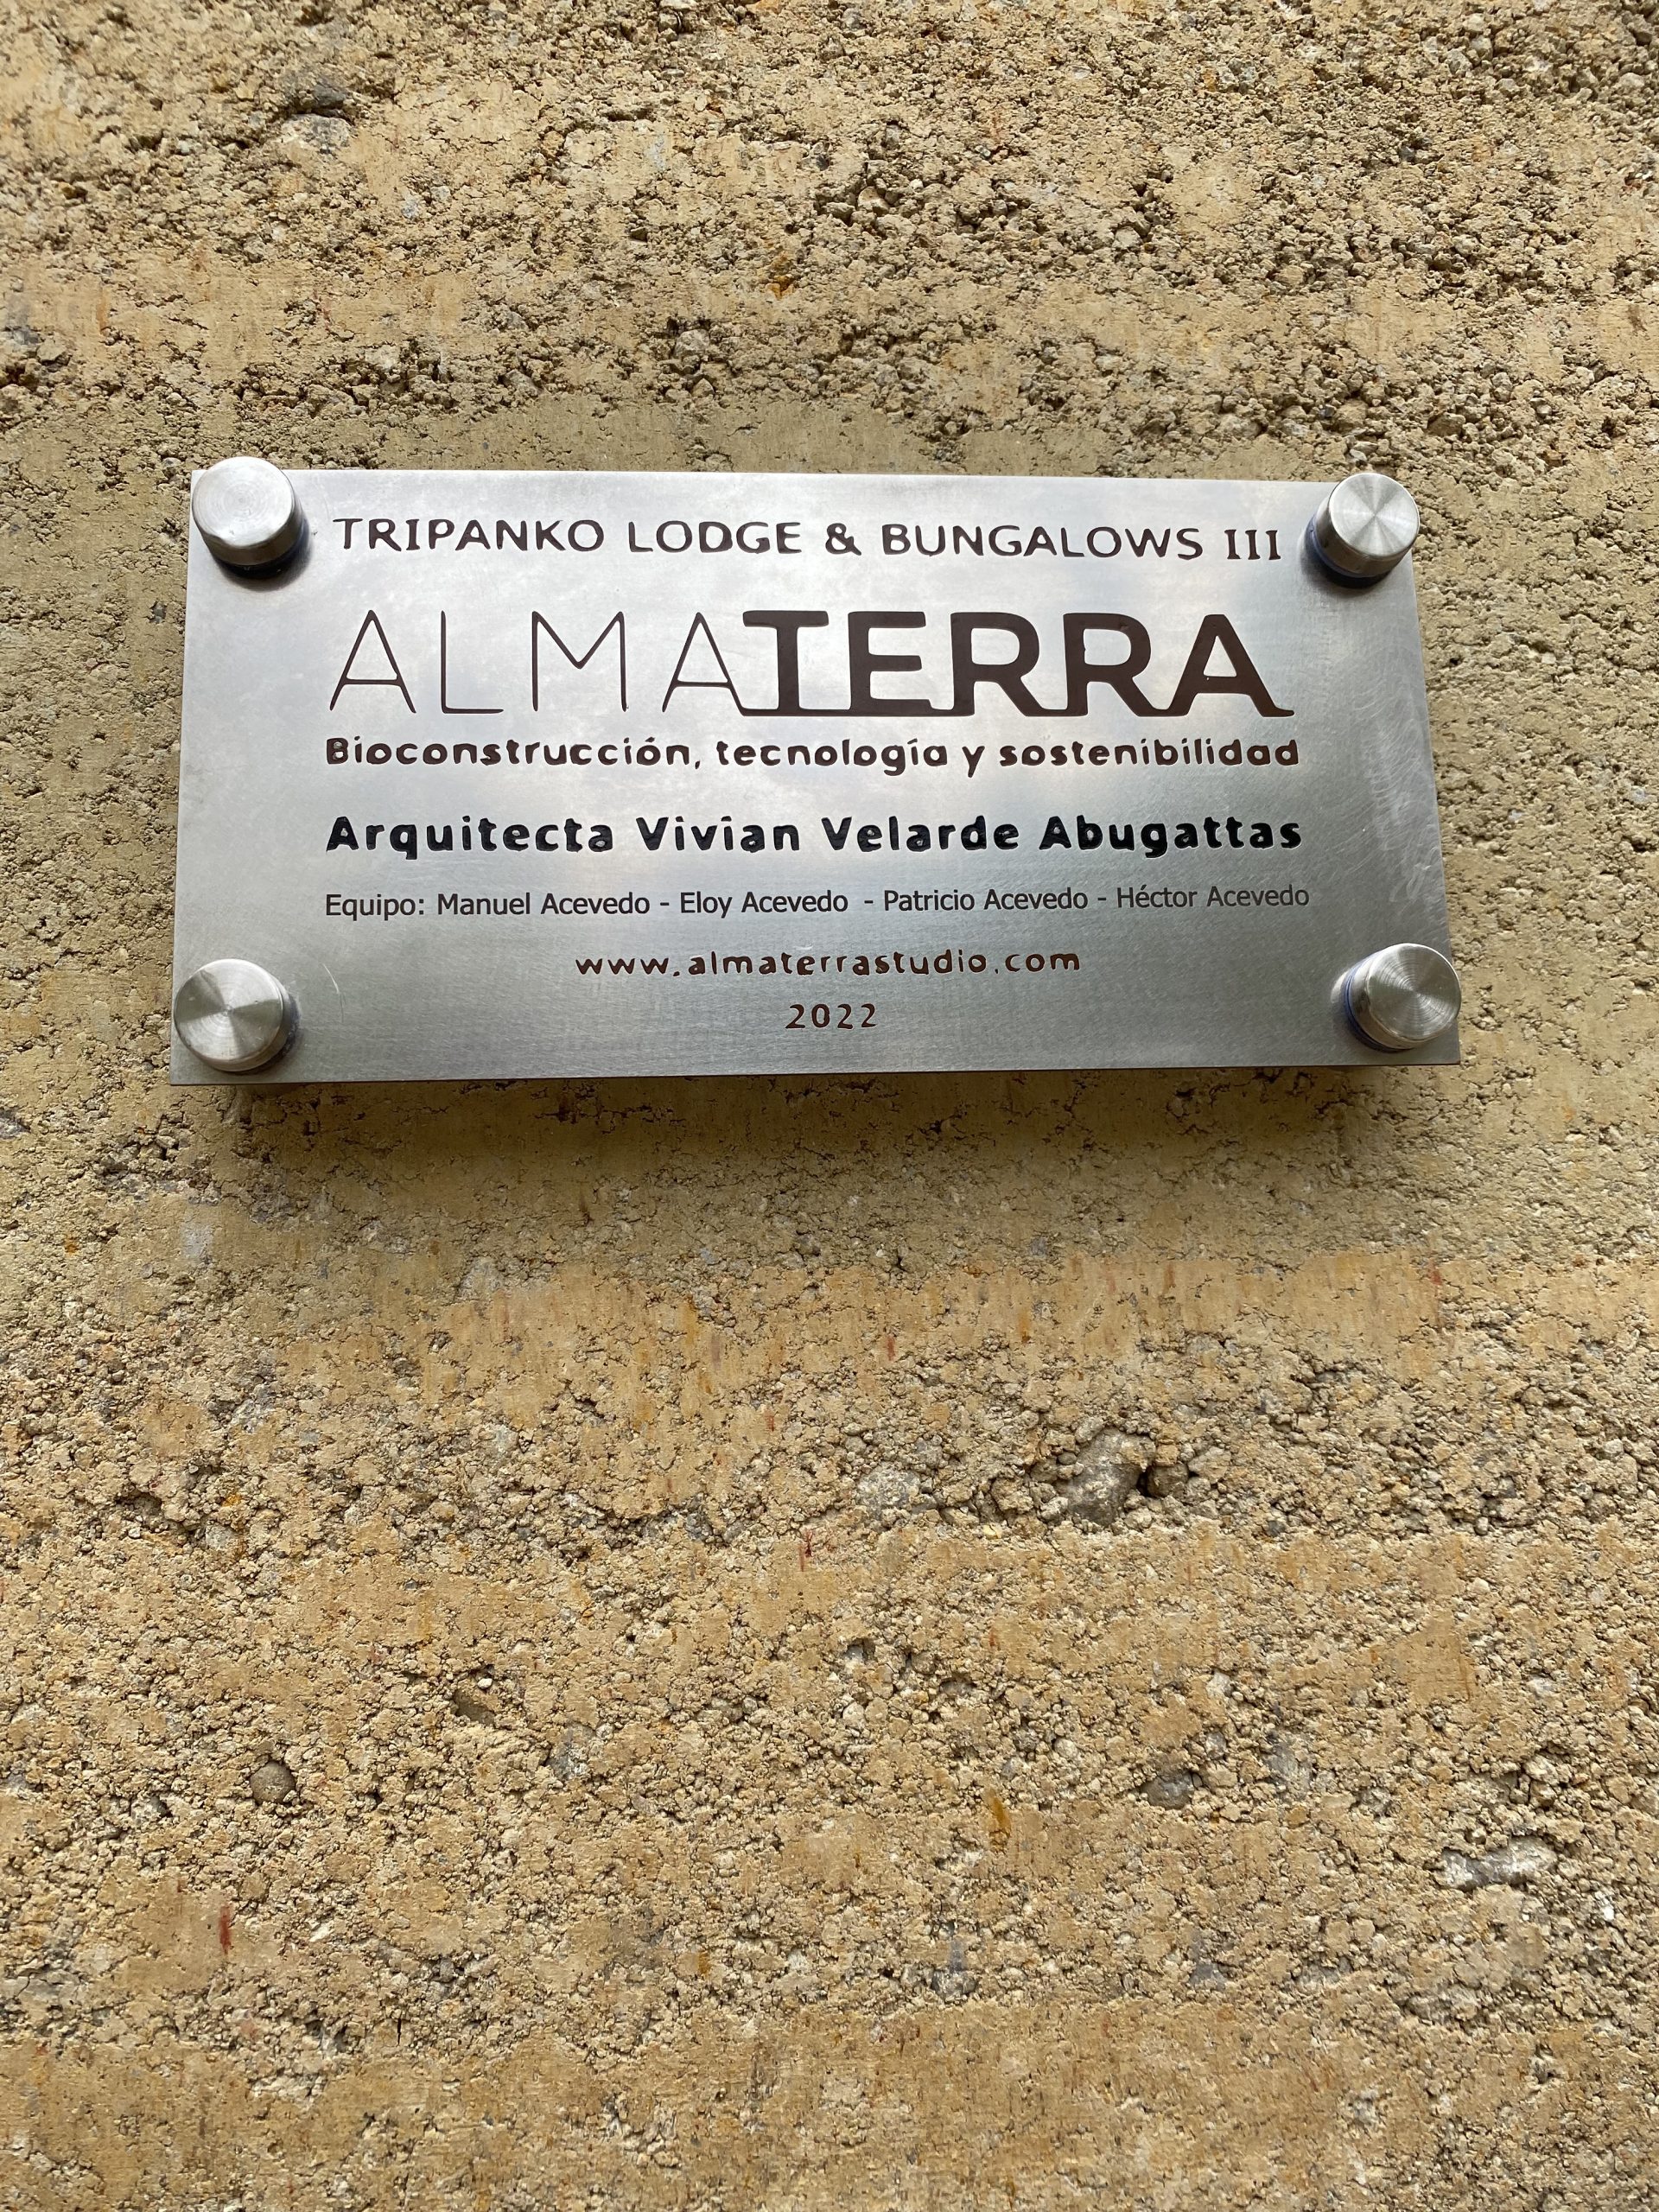 TRIPANKO LODGE & BUNGALOWS III
ALMATERRA
Bioconstrucción, tecnología y sostenibilidad
Arquitecta Vivian Velarde Abugattas
Equipo: Manuel Acevedo - Eloy Acevedo - Patricio Acevedo - Héctor Acevedo
www.almaterrastudio.com
2022